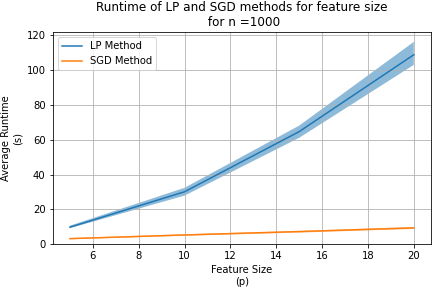 Runtime of LP and SGD methods for feature size
for n =1000
LP Method
SGD Method
120
100
80
60
40
20
0
Average Runtime
(s)
6
8
10
12
14
16
18
20
Feature Size
(p)